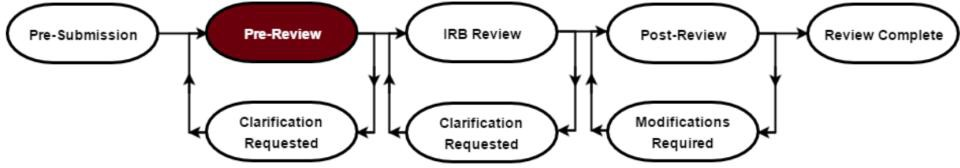 Pre-Submission
Pre-Review
IRB Review
Post-Review
Review Complete
Clarification
Requested
Clarification
Requested
Modifications
Required